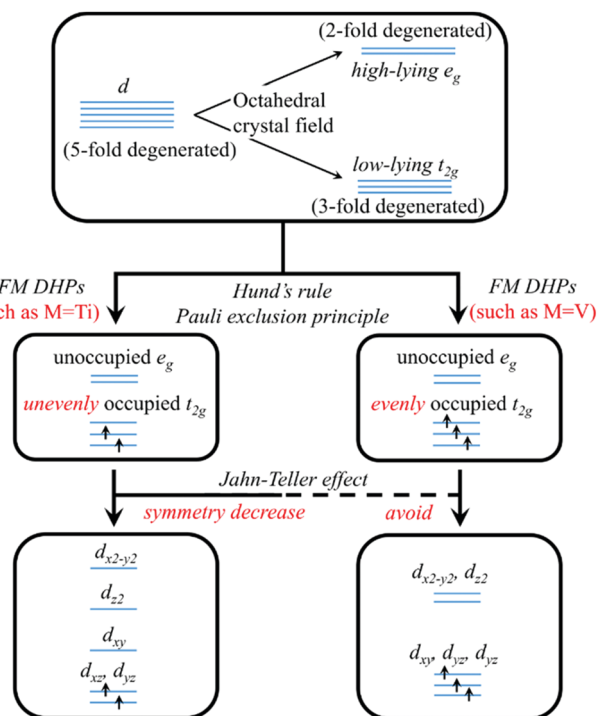 (2-fold degenerated)
high-lying eg
d
Octahedral
crystal field
(5-fold degenerated)
low-lying t2g
(3-fold degenerated)
FM DHPs
Hund's rule
FM DHPs
ch as M=Ti)
Pauli exclusion principle
(such as M=V)
unoccupied eg
unoccupied eg
unevenly occupied t2g
evenly occupied t2g
Jahn-Teller effect
symmetry decrease
avoid
dx2-y2
dx2-y2, dz2
dz2
dxy
dxy, dyz, dyz
dxz, dyz